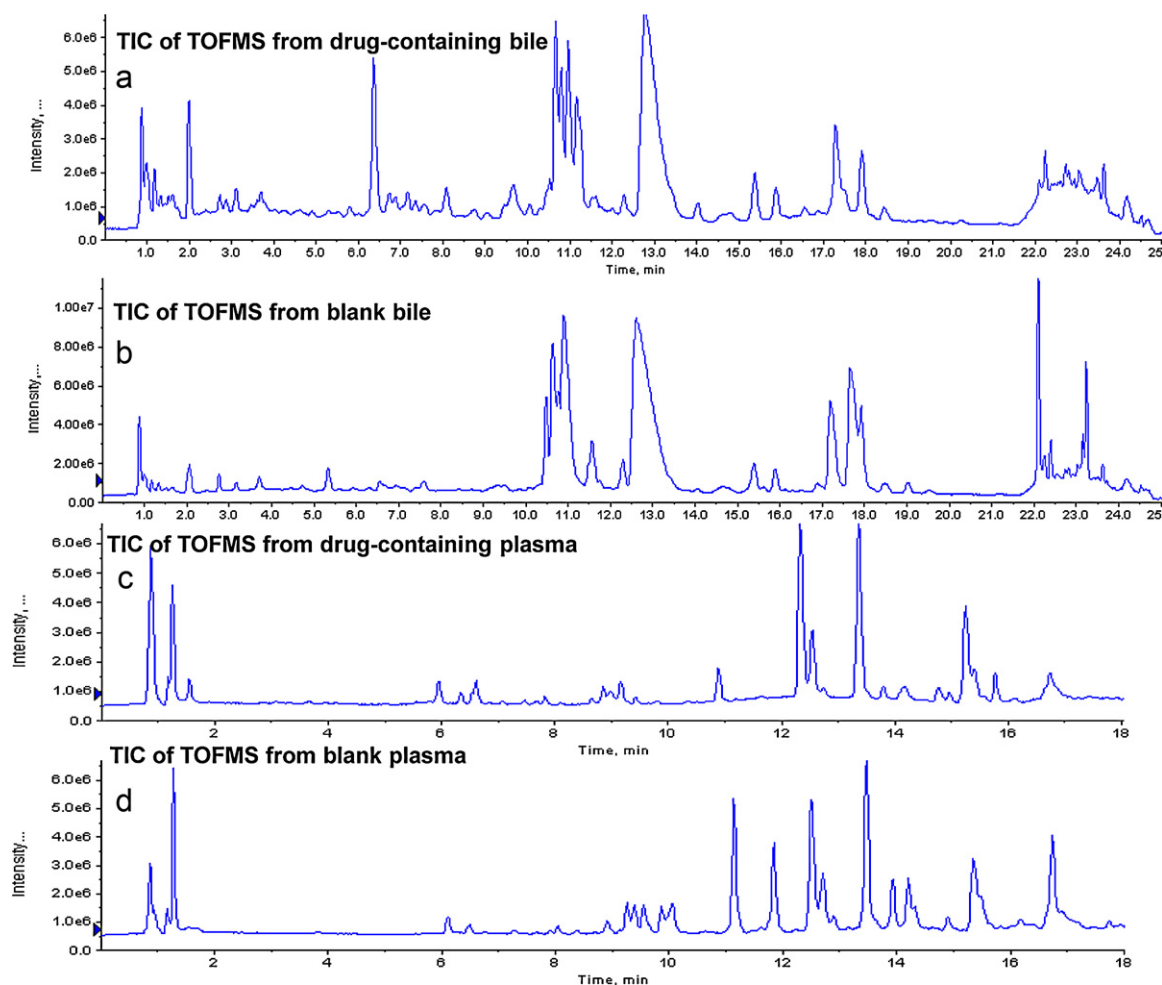 TIC of TOFMS from drug-containing bile
a
Intensity, ...
6.0e6
5.0e6
4.0e6
3.0e6
2.0e6
1.0e6
0.0
1.0 2.0 3.0 4.0 5.0 6.0 7.0 8.0 9.0 10.0 11.0 12.0 13.0 14.0 15.0 16.0 17.0 18.0 19.0 20.0 21.0 22.0 23.0 24.0 25
Time, min
TIC of TOFMS from blank bile
b
Intensity,...
1.00e7
8.00e6
6.00e6
4.00e6
2.00e6
0.00
1.0 2.0 3.0 4.0 5.0 6.0 7.0 8.0 9.0 10.0 11.0 12.0 13.0 14.0 15.0 16.0 17.0 18.0 19.0 20.0 21.0 22.0 23.0 24.0 25
TIC of TOFMS from drug-containing plasma
c
Intensity, ...
6.0e6
5.0e6
4.0e6
3.0e6
2.0e6
1.0e6
0.0
2 4 6 8 10 12 14 16 18
Time, min
TIC of TOFMS from blank plasma
d
Intensity...
6.0e6
5.0e6
4.0e6
3.0e6
2.0e6
1.0e6
0.0
2 4 6 8 10 12 14 16 18
Time, min